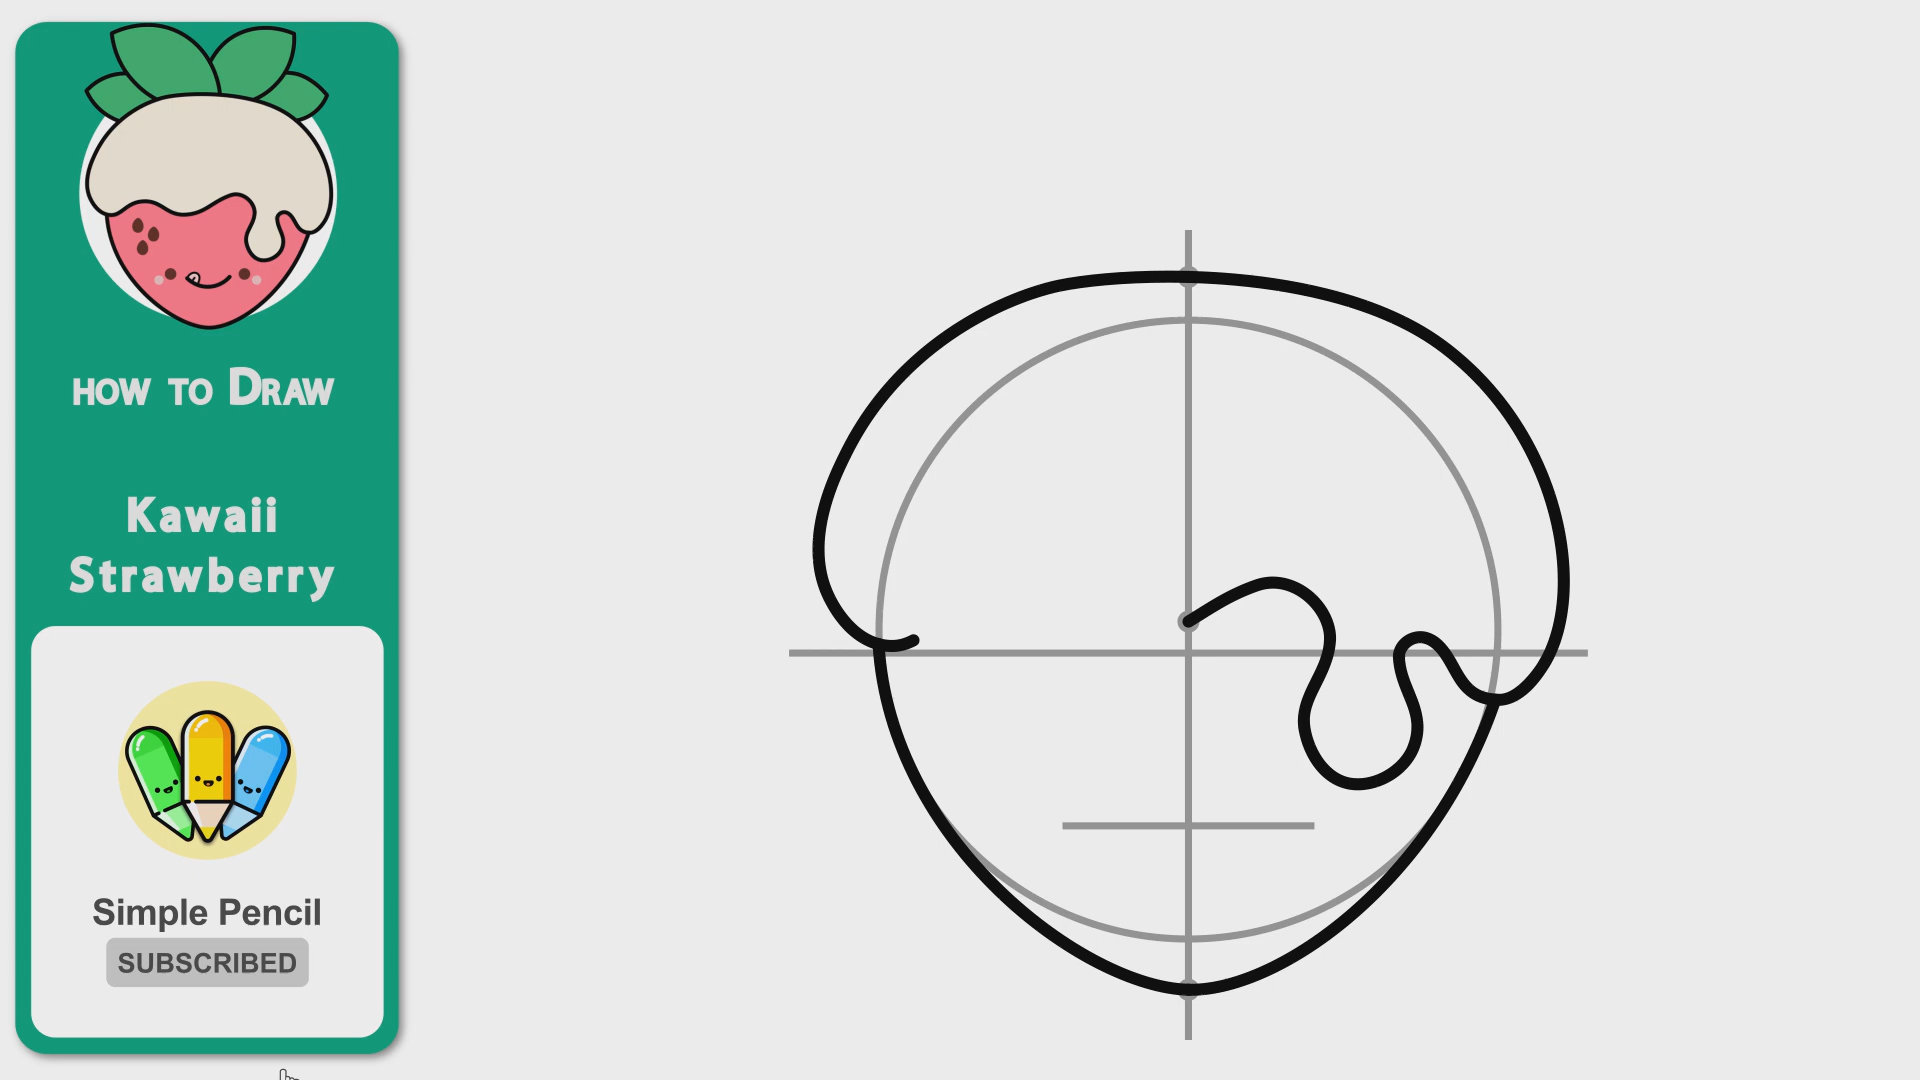 HOW TO DRAW
Kawaii
Strawberry
Simple Pencil
SUBSCRIBED